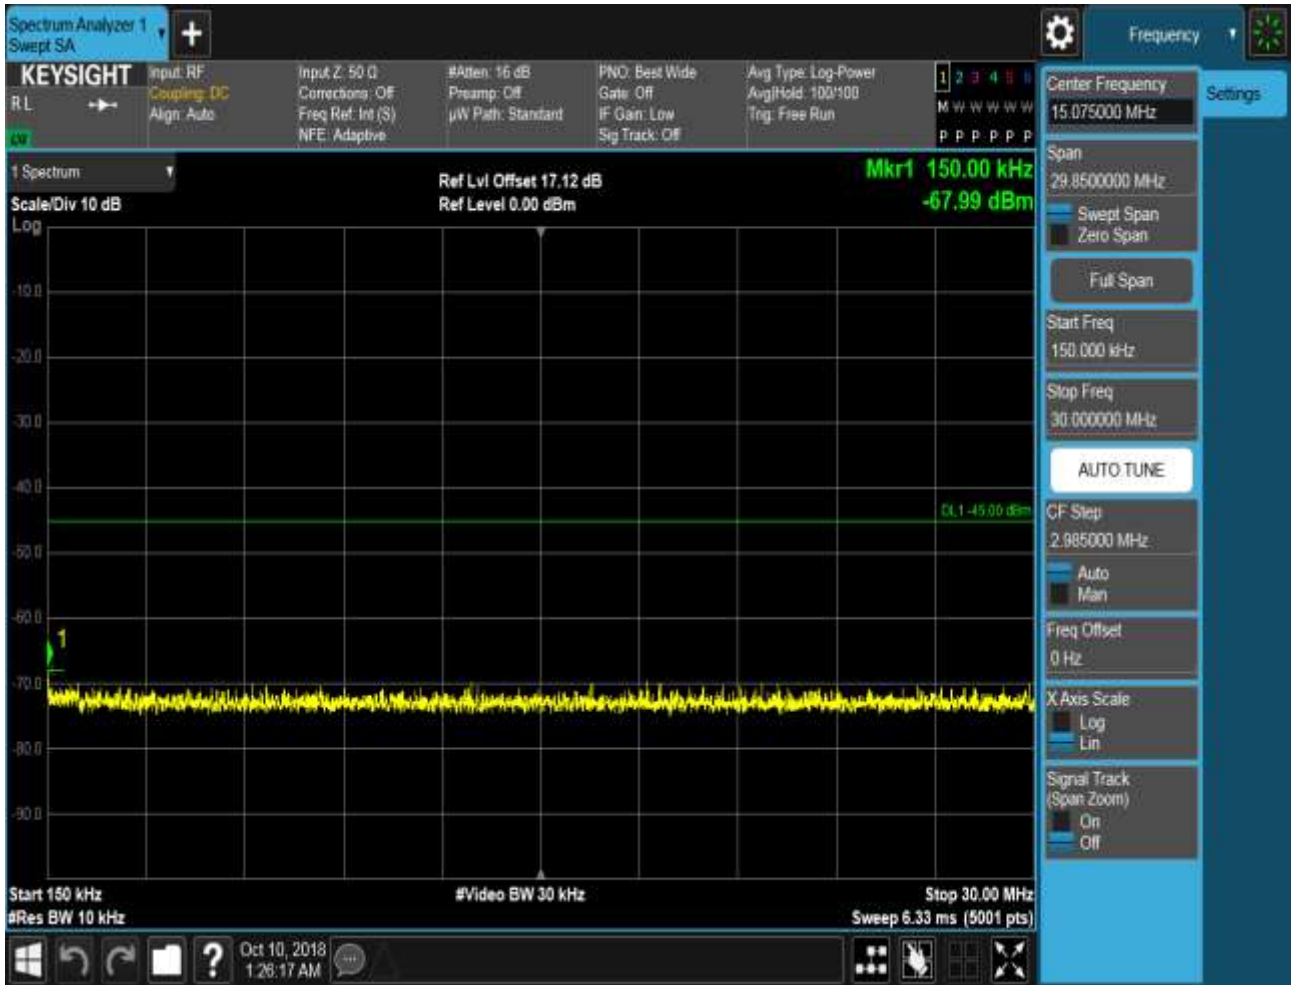 Spectrum Analyzer 1
Swept SA
Frequency
KEYSIGHT
Input: RF
Input Z: 50 Ω
#Atten: 16 dB
PNO: Best Wide
Avg Type: Log-Power
1 2 3 4 5 6
RL
Coupling: DC
Corrections: Off
Preamp: Off
Gate: Off
Avg|Hold: 100/100
M W W W W W
Align: Auto
Freq Ref: Int (S)
µW Path: Standard
IF Gain: Low
Trig: Free Run
NFE: Adaptive
Sig Track: Off
P P P P P P
1 Spectrum
Ref Lvl Offset 17.12 dB
Mkr1 150.00 kHz
Scale/Div 10 dB
Ref Level 0.00 dBm
-67.99 dBm
Log
-10.0
-20.0
-30.0
-40.0
DL1 -45.00 dBm
-50.0
-60.0
1
-70.0
-80.0
-90.0
Start 150 kHz
#Video BW 30 kHz
Stop 30.00 MHz
#Res BW 10 kHz
Sweep 6.33 ms (5001 pts)
?
Oct 10, 2018
1:26:17 AM
Center Frequency
15.075000 MHz
Settings
Span
29.8500000 MHz
Swept Span
Zero Span
Full Span
Start Freq
150.000 kHz
Stop Freq
30.000000 MHz
AUTO TUNE
CF Step
2.985000 MHz
Auto
Man
Freq Offset
0 Hz
X Axis Scale
Log
Lin
Signal Track
(Span Zoom)
On
Off